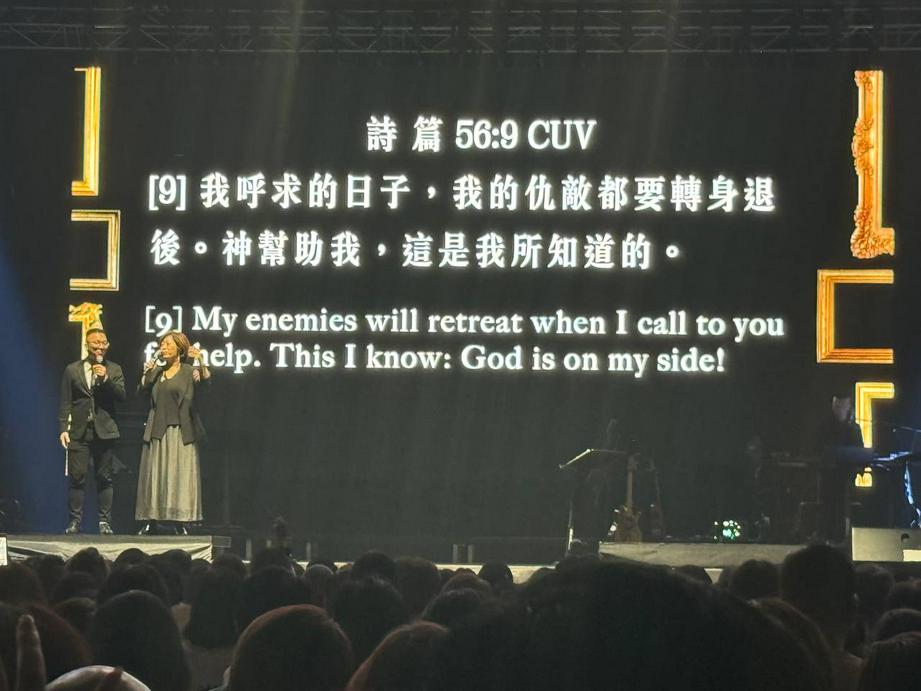 詩篇 56:9 CUV
[9] 我呼求的日子，我的仇敵都要轉身退
後。神幫助我，這是我所知道的。
[9] My enemies will retreat when I call to you
help. This I know: God is on my side!